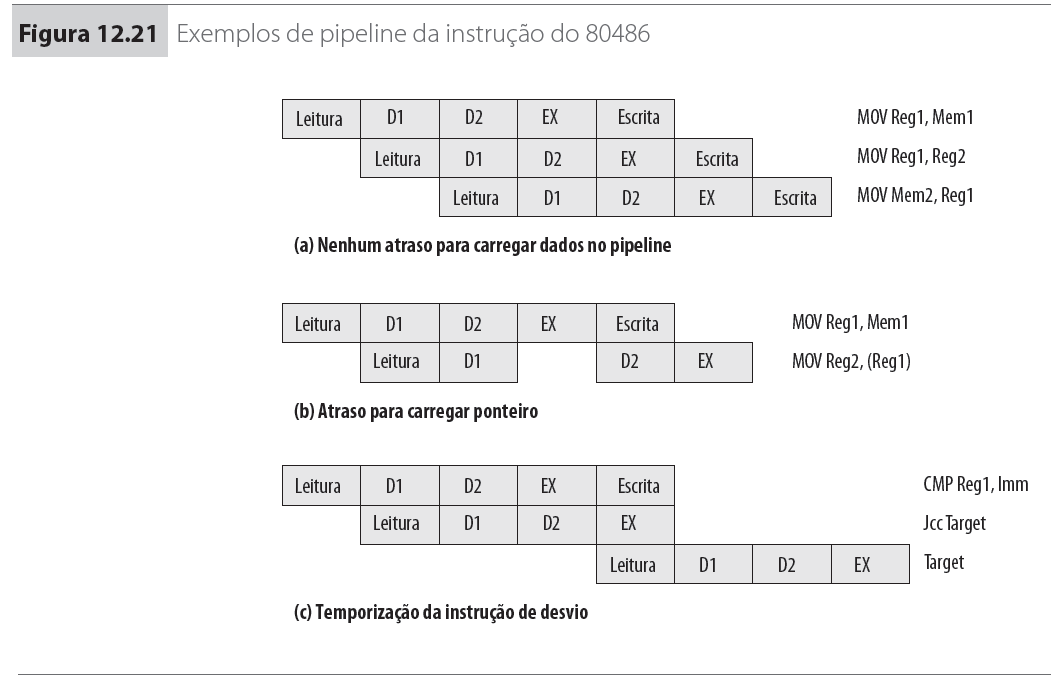 Figura 12.21 Exemplos de pipeline da instrução do 80486
Leitura D1 D2 EX Escrita MOV Reg1, Mem1
Leitura D1 D2 EX Escrita MOV Reg1, Reg2
Leitura D1 D2 EX Escrita MOV Mem2, Reg1
(a) Nenhum atraso para carregar dados no pipeline
Leitura D1 D2 EX Escrita MOV Reg1, Mem1
Leitura D1 D2 EX MOV Reg2, (Reg1)
(b) Atraso para carregar ponteiro
Leitura D1 D2 EX Escrita CMP Reg1, Imm
Leitura D1 D2 EX Jcc Target
Leitura D1 D2 EX Target
(c) Temporização da instrução de desvio